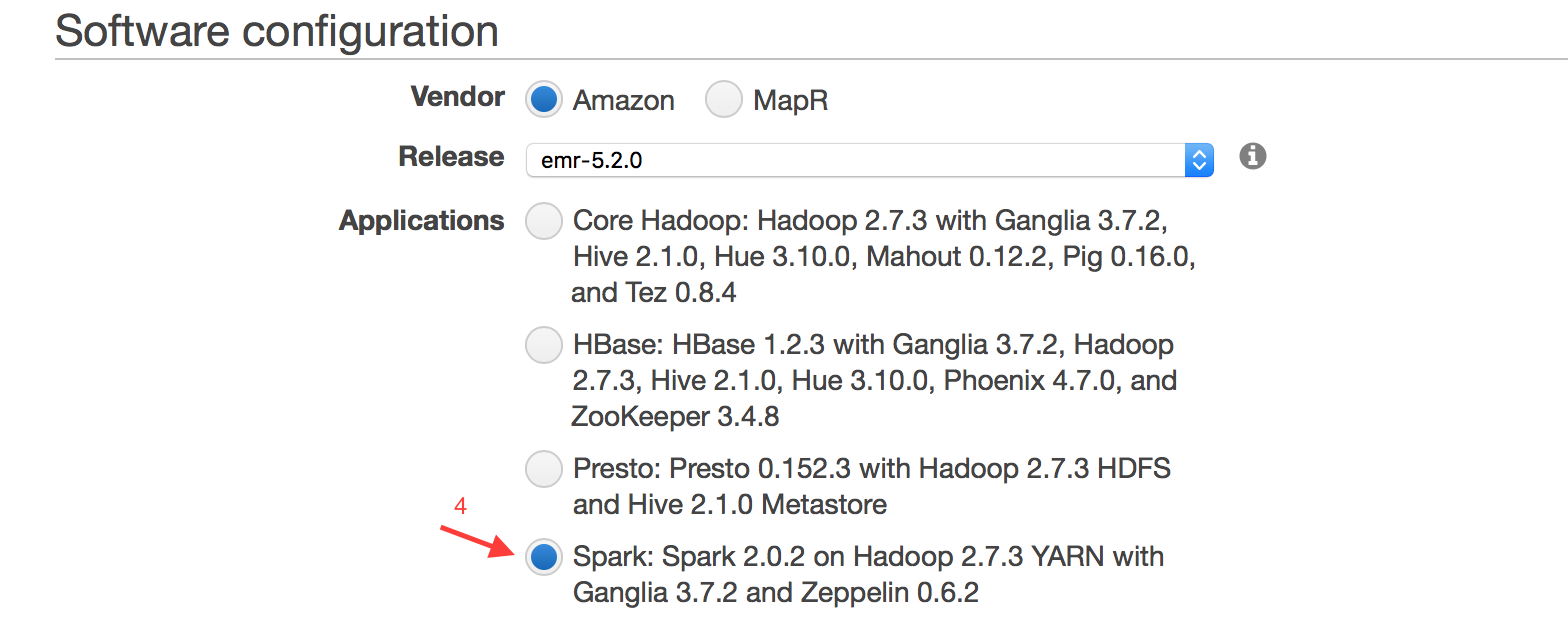 Software configuration
Vendor Amazon MapR
Release emr-5.2.0
Applications Core Hadoop: Hadoop 2.7.3 with Ganglia 3.7.2,
Hive 2.1.0, Hue 3.10.0, Mahout 0.12.2, Pig 0.16.0,
and Tez 0.8.4
HBase: HBase 1.2.3 with Ganglia 3.7.2, Hadoop
2.7.3, Hive 2.1.0, Hue 3.10.0, Phoenix 4.7.0, and
ZooKeeper 3.4.8
Presto: Presto 0.152.3 with Hadoop 2.7.3 HDFS
and Hive 2.1.0 Metastore
4
Spark: Spark 2.0.2 on Hadoop 2.7.3 YARN with
Ganglia 3.7.2 and Zeppelin 0.6.2